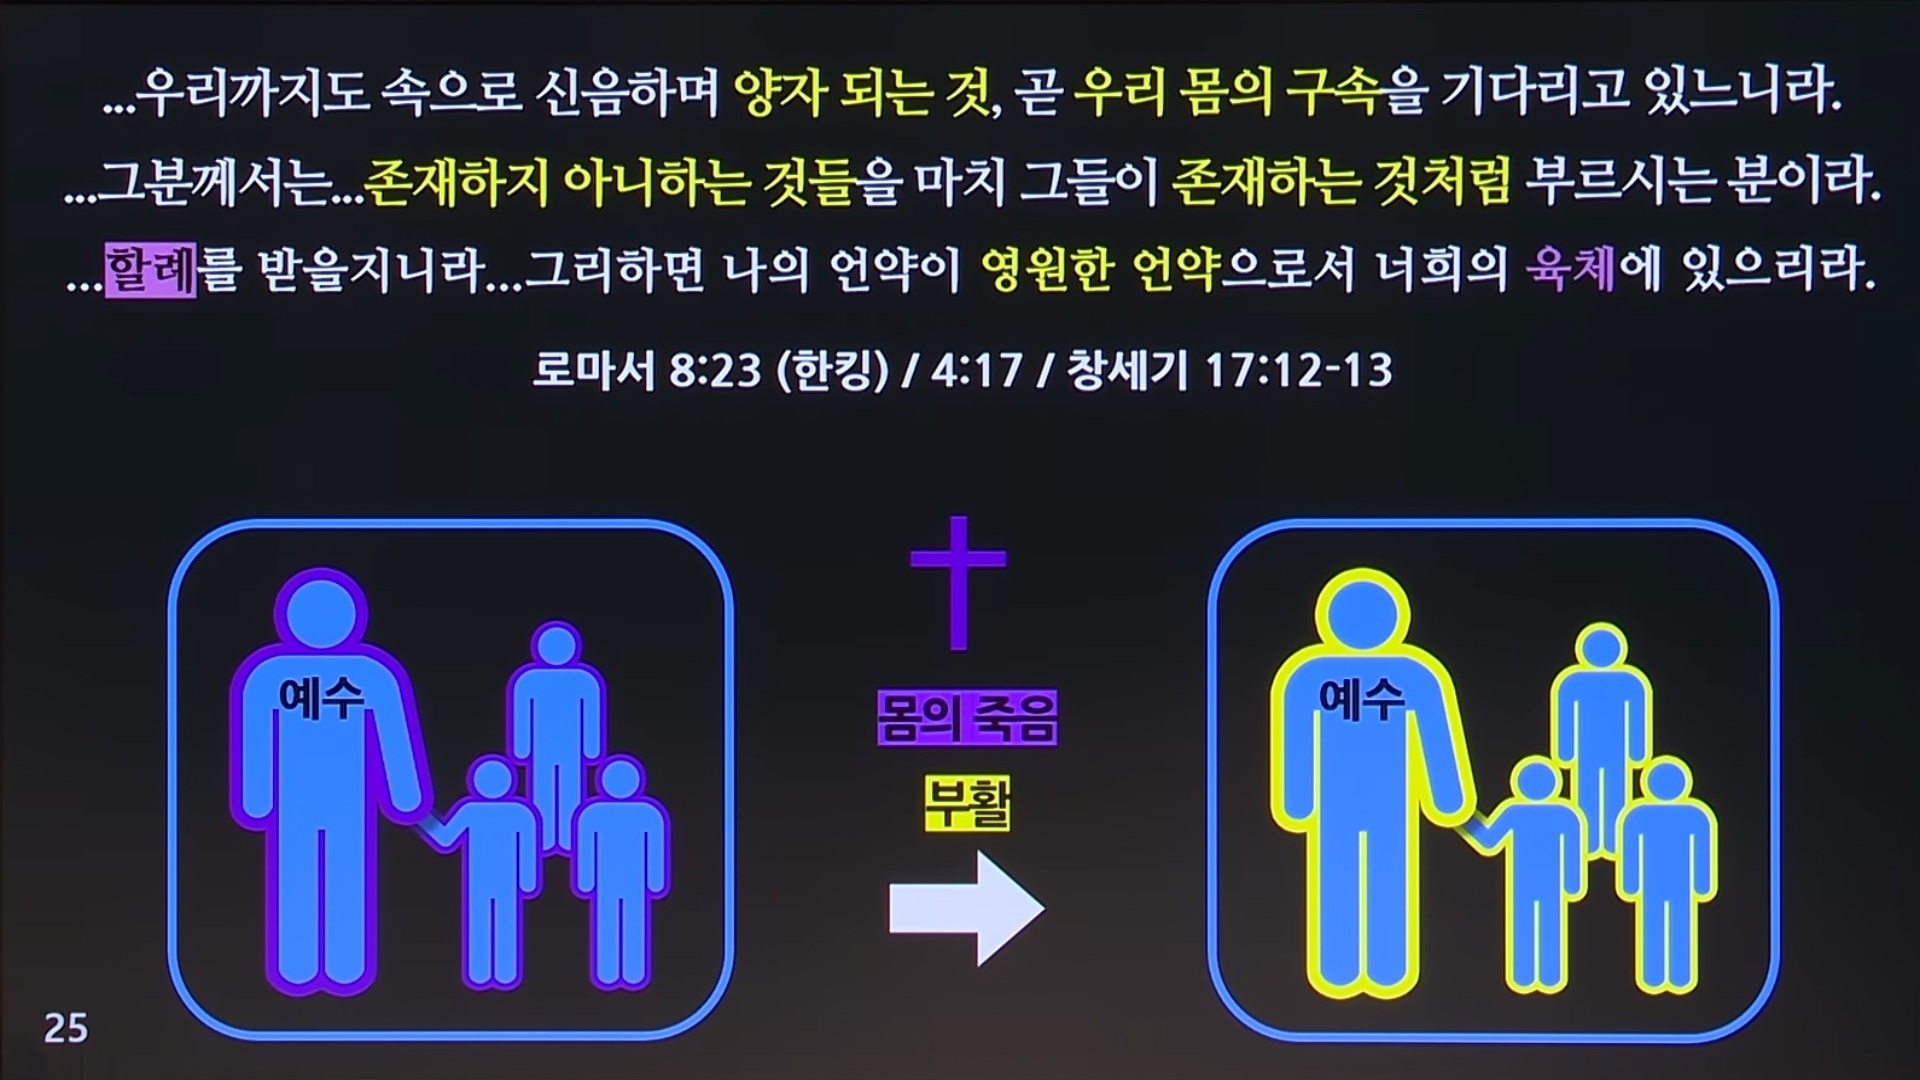 ...우리까지도 속으로 신음하며 양자 되는 것, 곧 우리 몸의 구속을 기다리고 있느니라.
...그분께서는...존재하지 아니하는 것들을 마치 그들이 존재하는 것처럼 부르시는 분이라.
...할례를 받을지니라...그리하면 나의 언약이 영원한 언약으로서 너희의 육체에 있으리라.
로마서 8:23 (한킹) / 4:17 / 창세기 17:12-13
예수
몸의 죽음
부활
예수
25